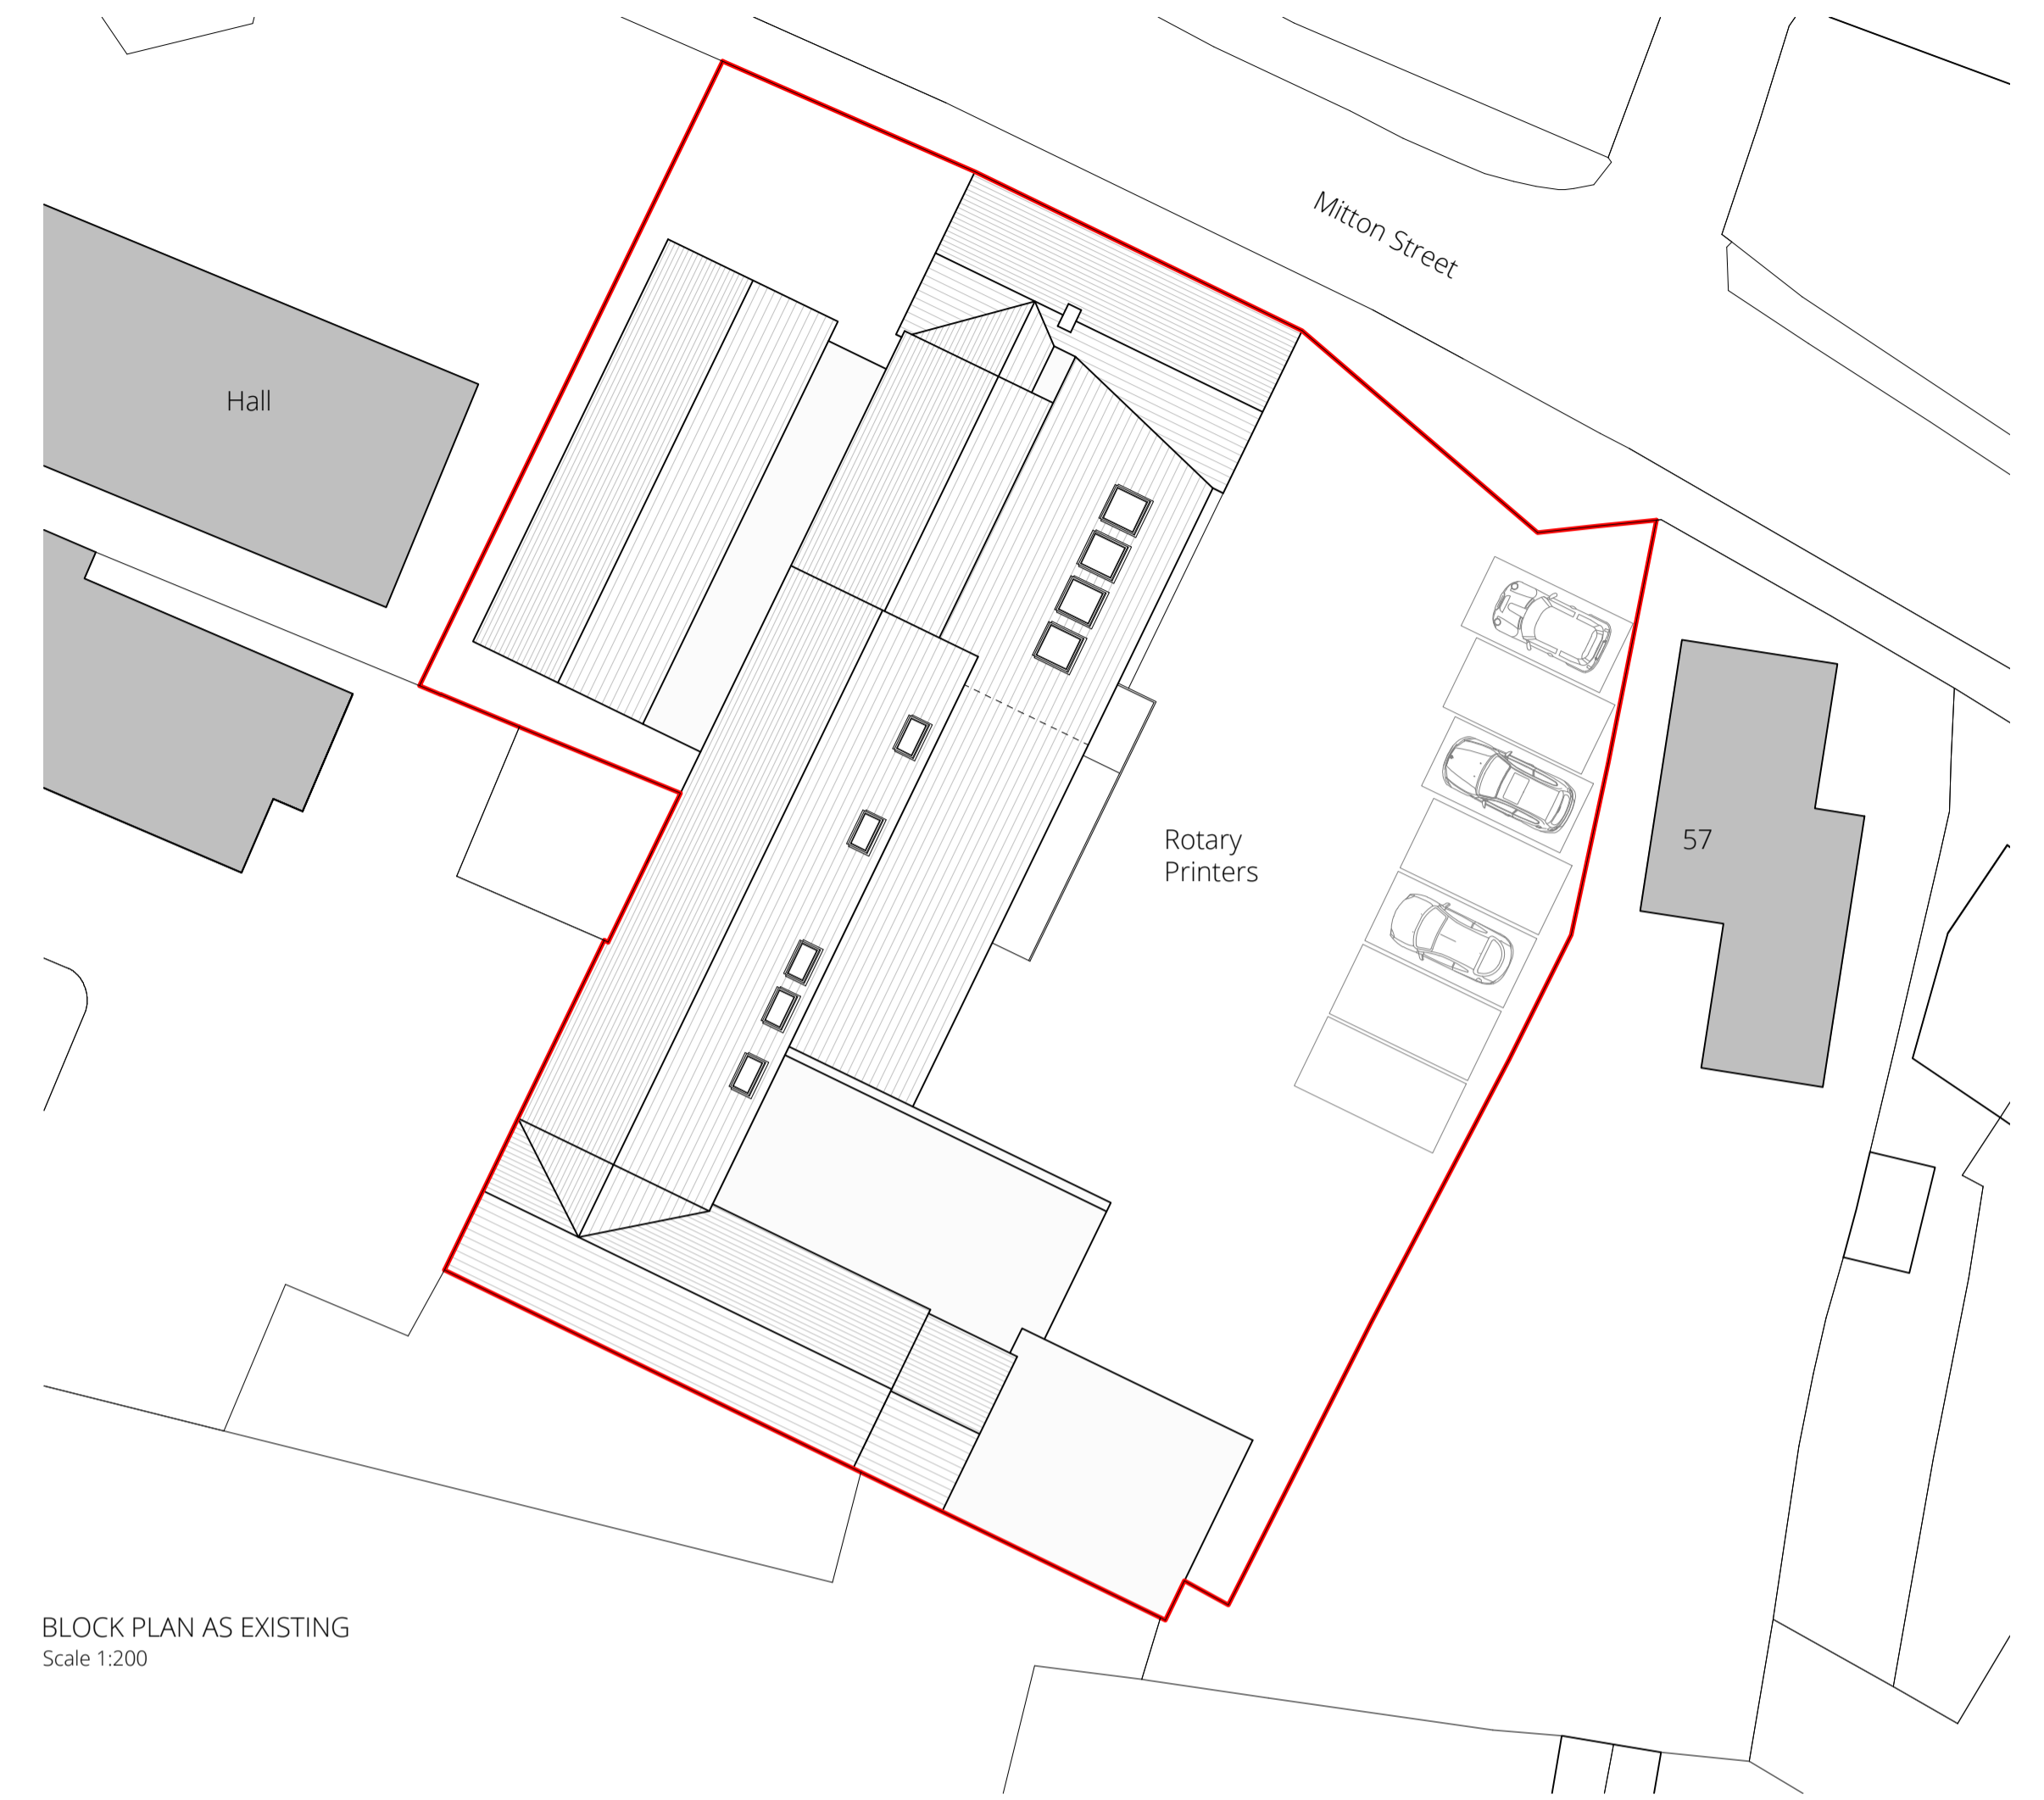 Mitton Street
Hall
Rotary
Printers
57
BLOCK PLAN AS EXISTING
Scale 1:200